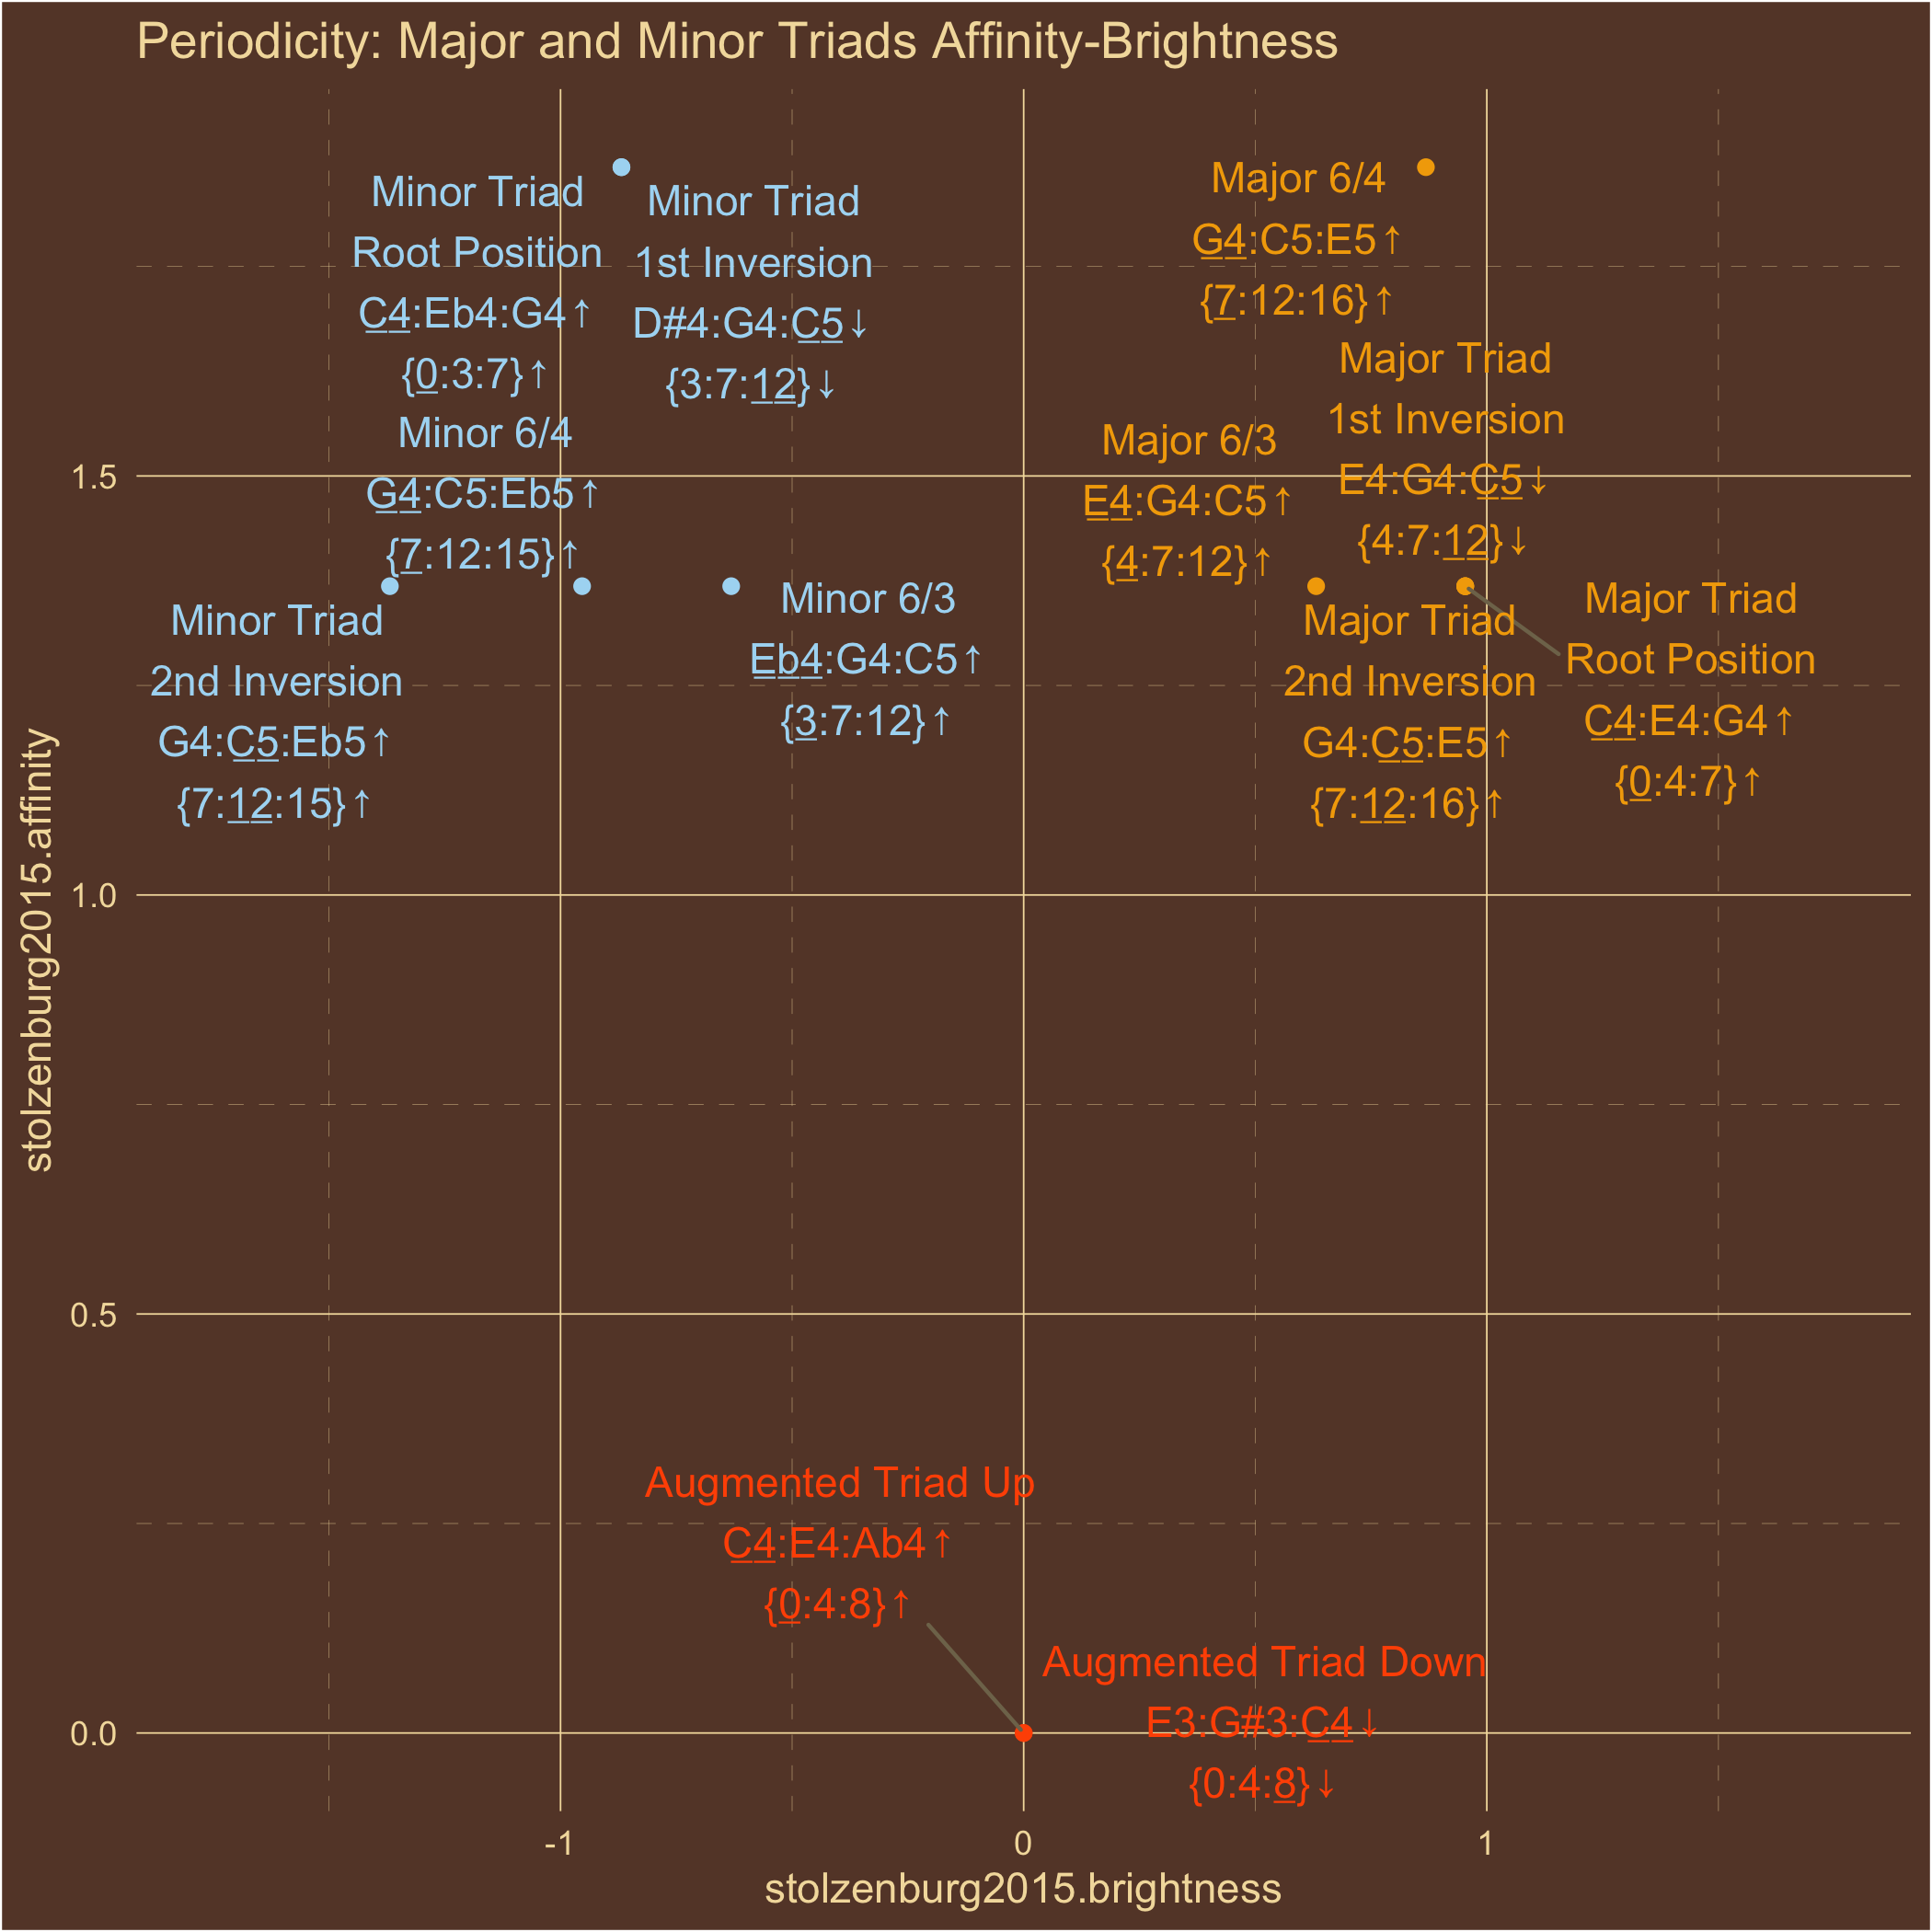 Periodicity: Major and Minor Triads Affinity-Brightness
Minor Triad
Root Position
C4:Eb4:G4↑
{0:3:7}↑
Minor Triad
1st Inversion
D#4:G4:C5↓
{3:7:12}↓
Major 6/4
G4:C5:E5↑
{7:12:16}↑
Minor 6/4
G4:C5:Eb5↑
{7:12:15}↑
Major 6/3
E4:G4:C5↑
{4:7:12}↑
Major Triad
1st Inversion
E4:G4:C5↓
{4:7:12}↓
Minor Triad
2nd Inversion
G4:C5:Eb5↑
{7:12:15}↑
Minor 6/3
Eb4:G4:C5↑
{3:7:12}↑
Major Triad
2nd Inversion
G4:C5:E5↑
{7:12:16}↑
Major Triad
Root Position
C4:E4:G4↑
{0:4:7}↑
Augmented Triad Up
C4:E4:Ab4↑
{0:4:8}↑
Augmented Triad Down
E3:G#3:C4↓
{0:4:8}↓
1.5
1.0
0.5
0.0
stolzenburg2015.affinity
-1
0
1
stolzenburg2015.brightness